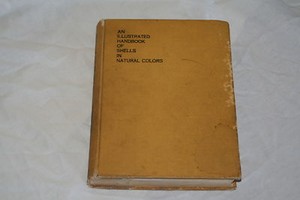 AN
ILLUSTRATED
HANDBOOK
OF
SHELLS
IN
NATURAL COLORS